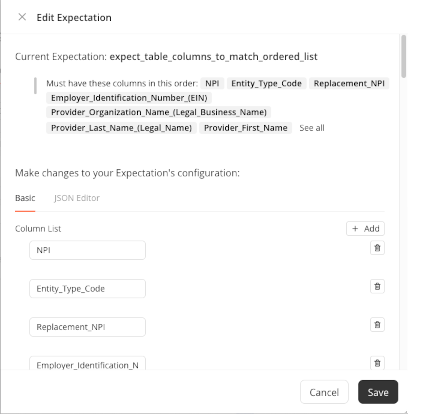 Edit Expectation
Current Expectation: expect_table_columns_to_match_ordered_list
Must have these columns in this order: NPI Entity_Type_Code Replacement_NPI
Employer_Identification_Number_(EIN)
Provider_Organization_Name_(Legal_Business_Name)
Provider_Last_Name_(Legal_Name) Provider_First_Name See all
Make changes to your Expectation's configuration:
Basic JSON Editor
Column List + Add
NPI
Entity_Type_Code
Replacement_NPI
Employer_Identification_N
Cancel Save